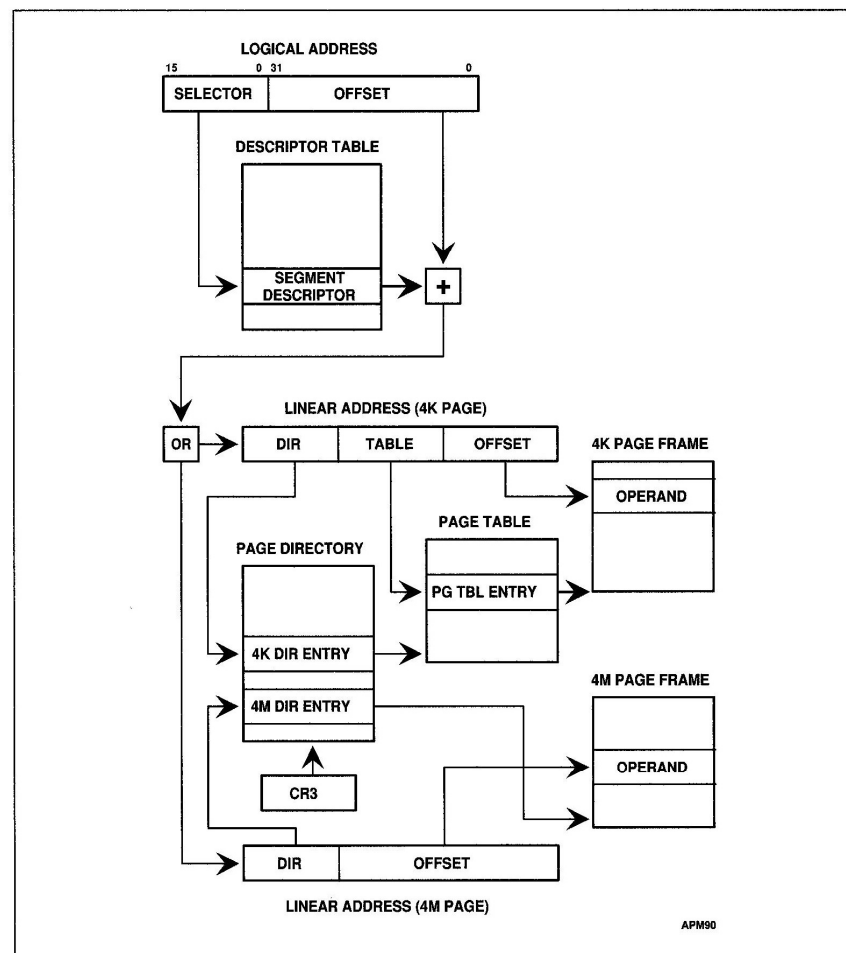 LOGICAL ADDRESS
15 0 31 0
SELECTOR OFFSET
DESCRIPTOR TABLE
SEGMENT
DESCRIPTOR
+
LINEAR ADDRESS (4K PAGE)
OR DIR TABLE OFFSET
4K PAGE FRAME
OPERAND
PAGE TABLE
PG TBL ENTRY
PAGE DIRECTORY
4K DIR ENTRY
4M DIR ENTRY
4M PAGE FRAME
OPERAND
CR3
DIR OFFSET
LINEAR ADDRESS (4M PAGE)
APM90